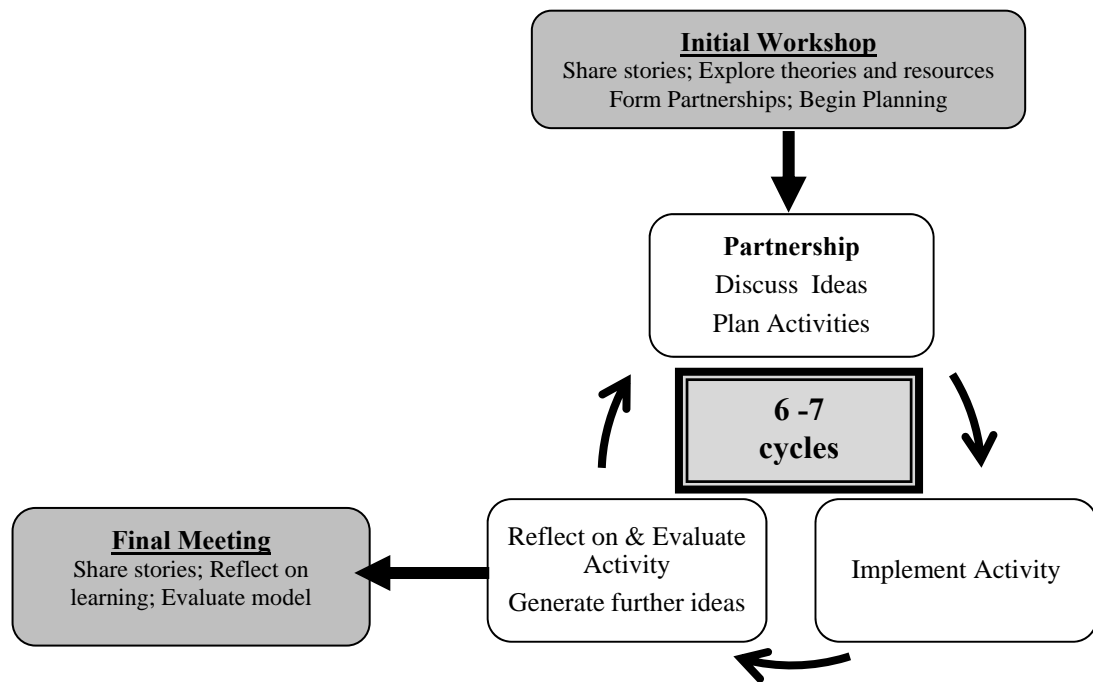 Initial Workshop
Share stories; Explore theories and resources
Form Partnerships; Begin Planning
Partnership
Discuss Ideas
Plan Activities
6 -7
cycles
Implement Activity
Reflect on & Evaluate
Activity
Generate further ideas
Final Meeting
Share stories; Reflect on
learning; Evaluate model